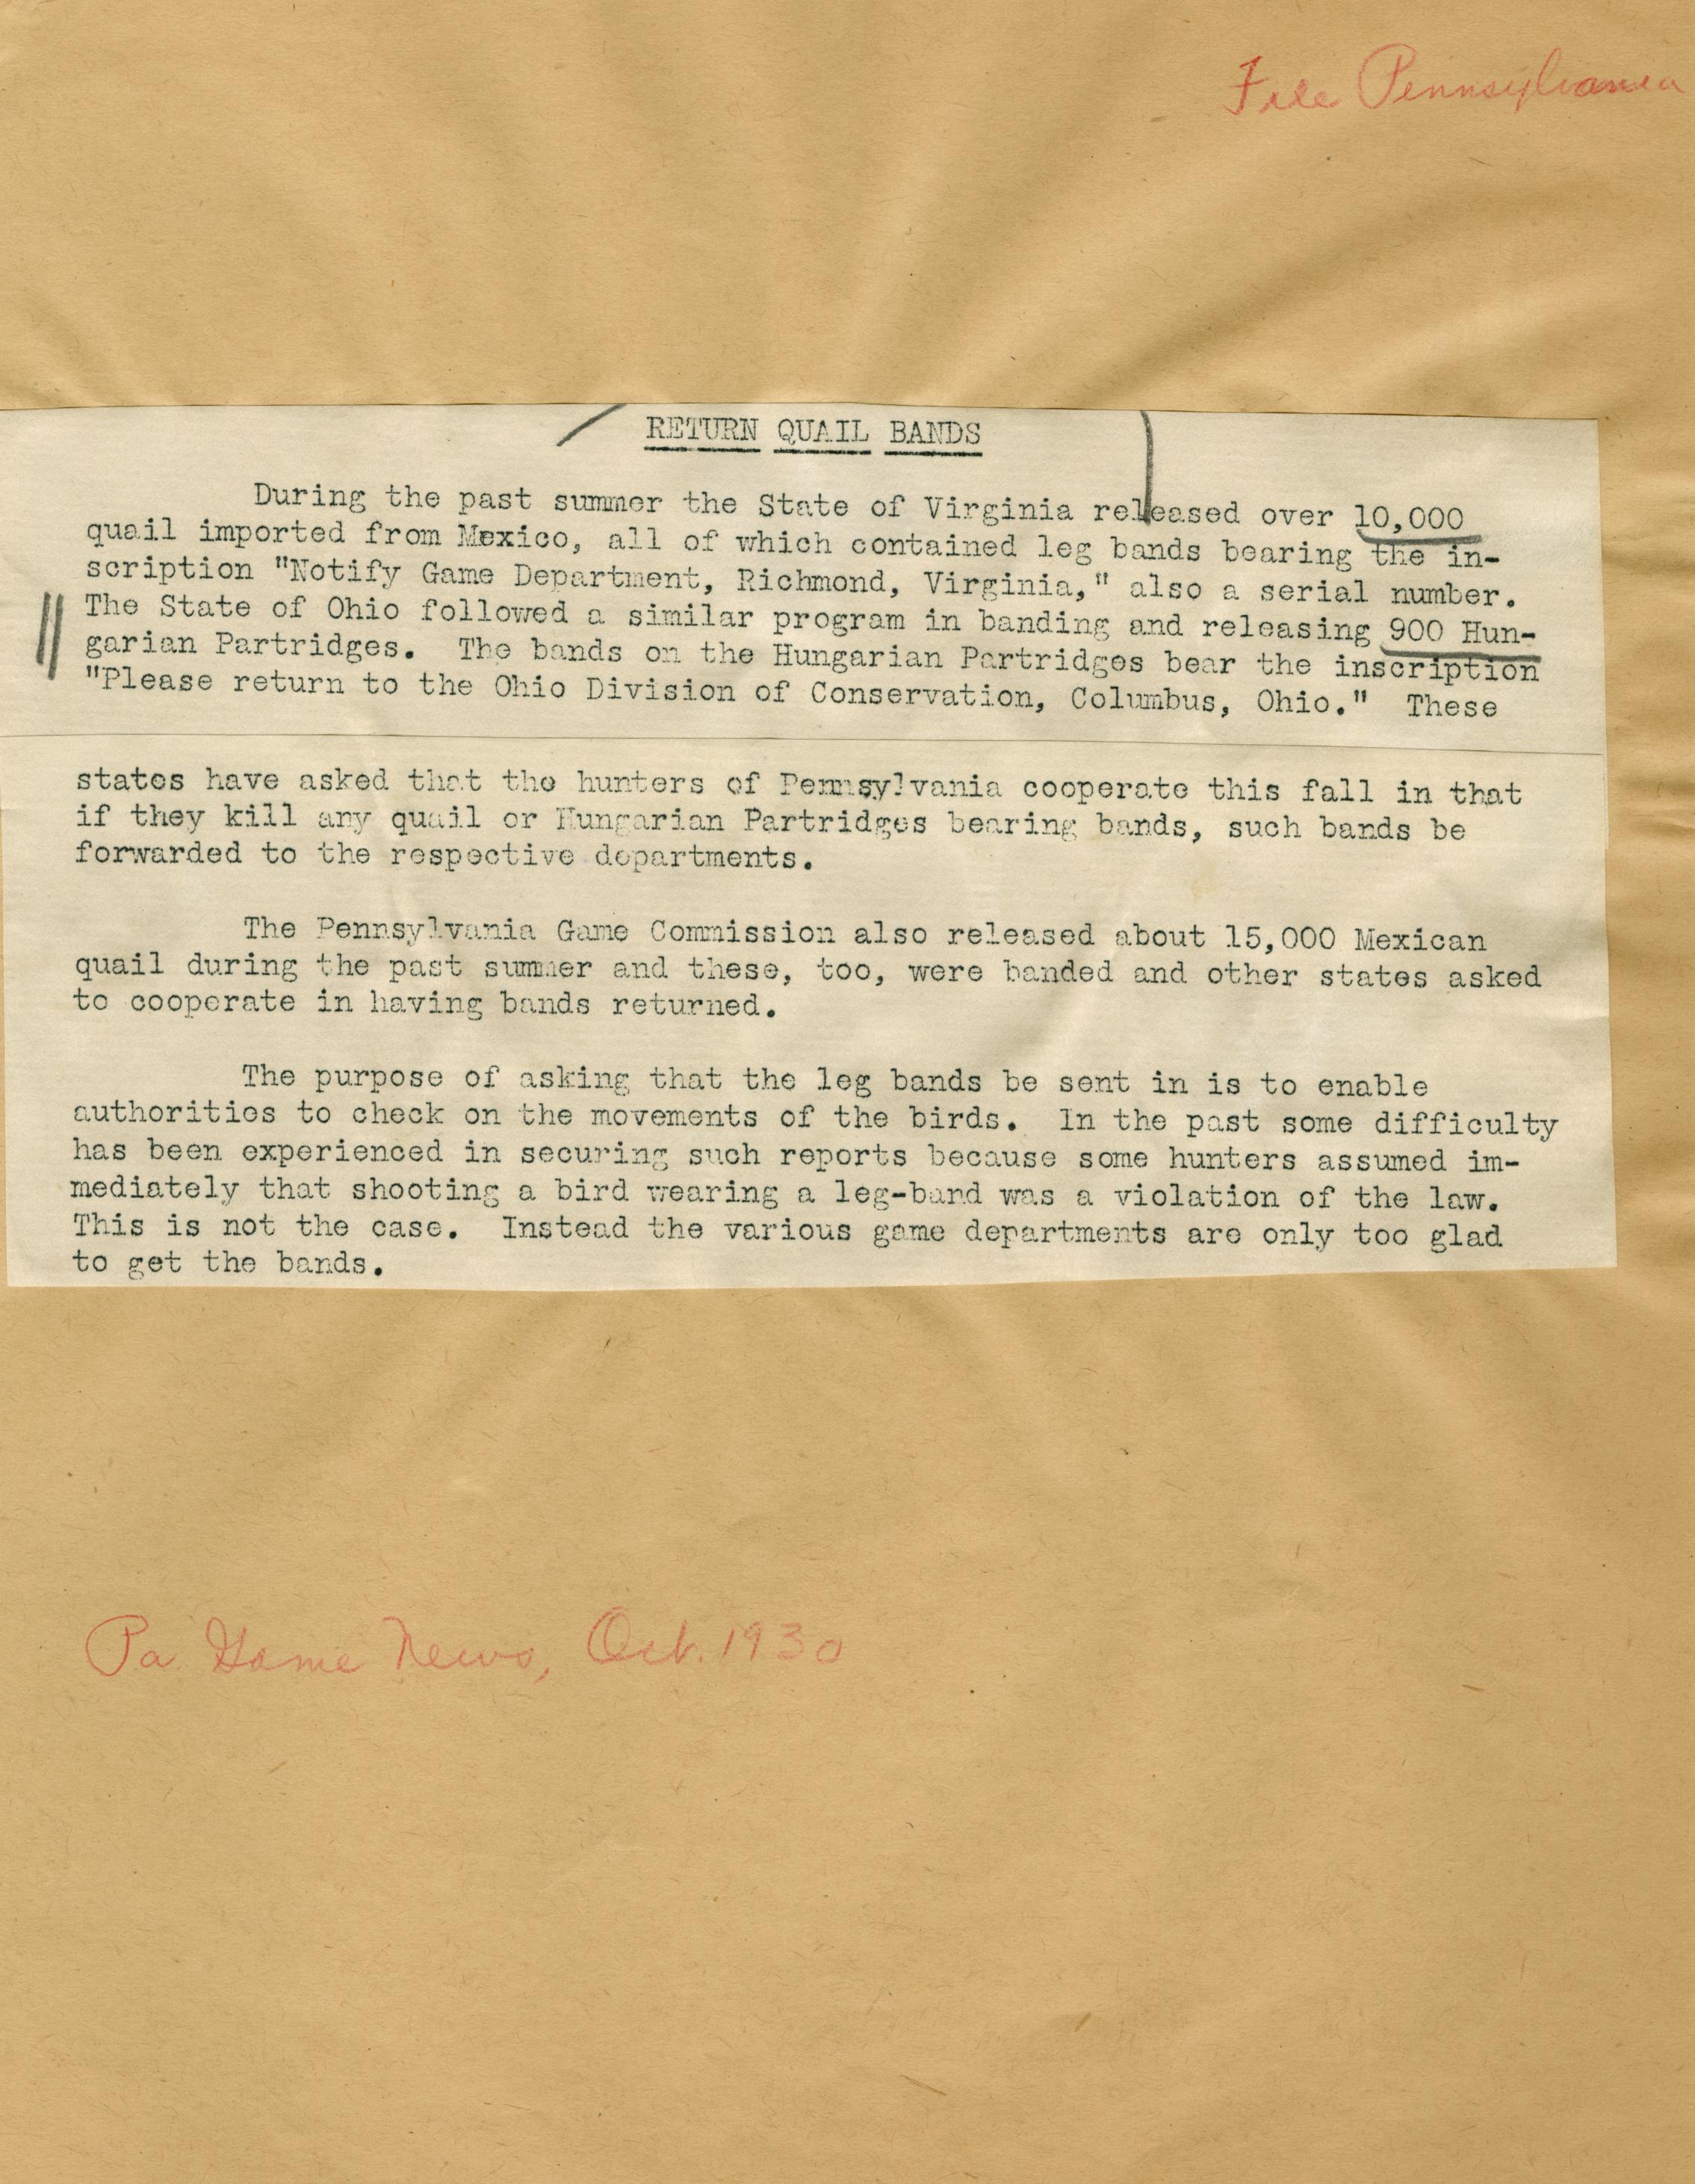 File Pennsylvania
RETURN QUAIL BANDS
During the past summer the State of Virginia released over 10,000
quail imported from Mexico, all of which contained leg bands bearing the in-
scription "Notify Game Department, Richmond, Virginia," also a serial number.
The State of Ohio followed a similar program in banding and releasing 900 Hun-
garian Partridges. The bands on the Hungarian Partridges bear the inscription
"Please return to the Ohio Division of Conservation, Columbus, Ohio." These
states have asked that the hunters of Pennsylvania cooperate this fall in that
if they kill any quail or Hungarian Partridges bearing bands, such bands be
forwarded to the respective departments.
The Pennsylvania Game Commission also released about 15,000 Mexican
quail during the past summer and these, too, were banded and other states asked
to cooperate in having bands returned.
The purpose of asking that the leg bands be sent in is to enable
authorities to check on the movements of the birds. In the past some difficulty
has been experienced in securing such reports because some hunters assumed im-
mediately that shooting a bird wearing a leg-band was a violation of the law.
This is not the case. Instead the various game departments are only too glad
to get the bands.
Pa. Game News, Oct. 1930